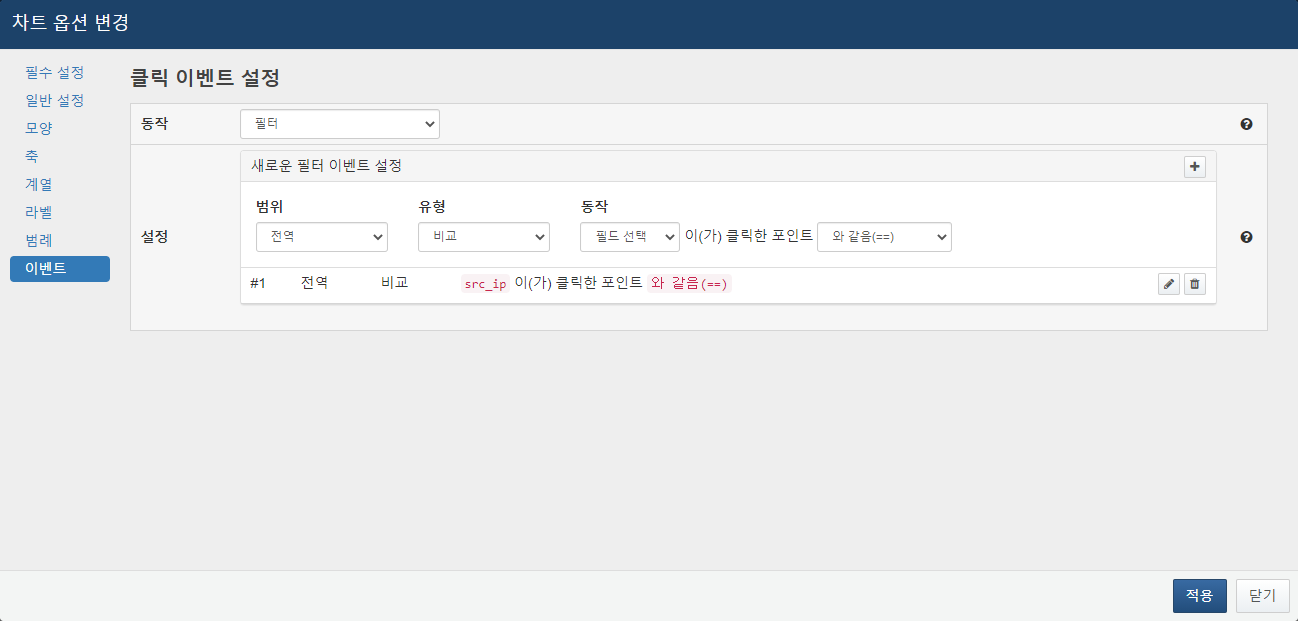 차트 옵션 변경
필수 설정
일반 설정
모양
축
계열
라벨
범례
이벤트
클릭 이벤트 설정
동작
필터
설정
새로운 필터 이벤트 설정
범위
유형
동작
전역
비교
필드 선택 이(가) 클릭한 포인트 와 같음(==)
#1 전역 비교 src_ip 이(가) 클릭한 포인트 와 같음(==)
적용
닫기